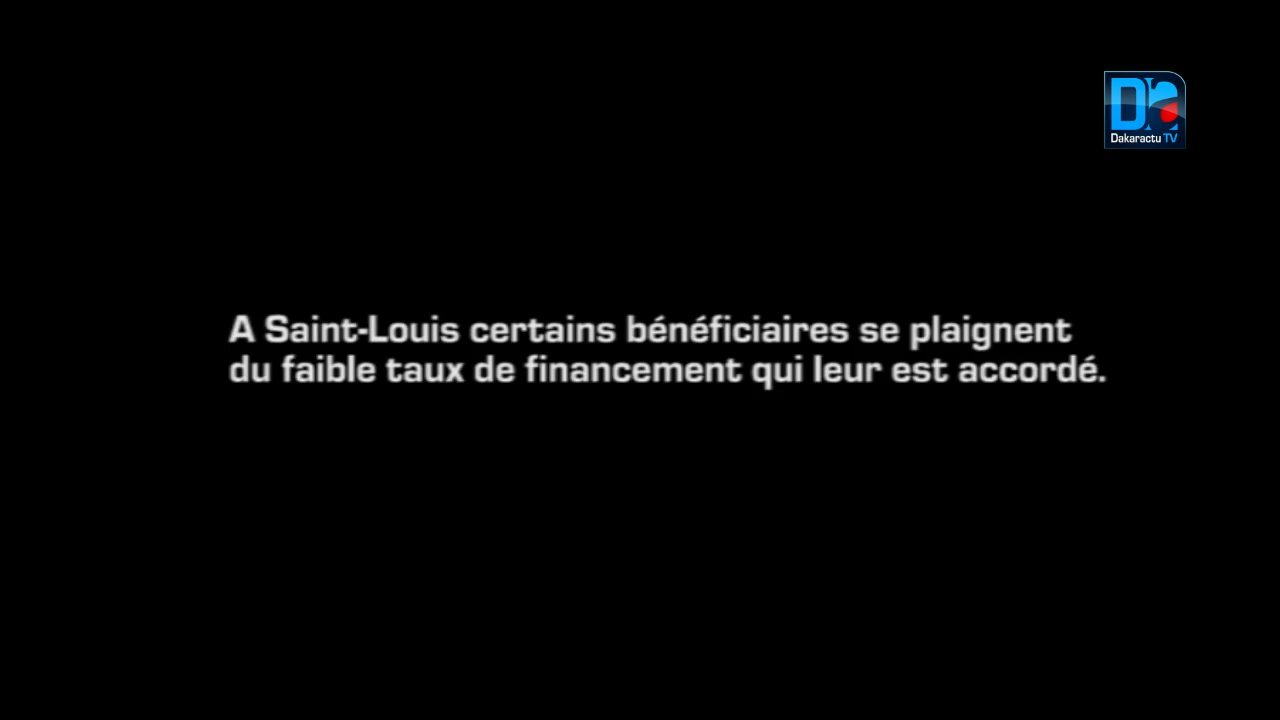 Dakaractu TV
A Saint-Louis certains bénéficiaires se plaignent
du faible taux de financement qui leur est accordé.